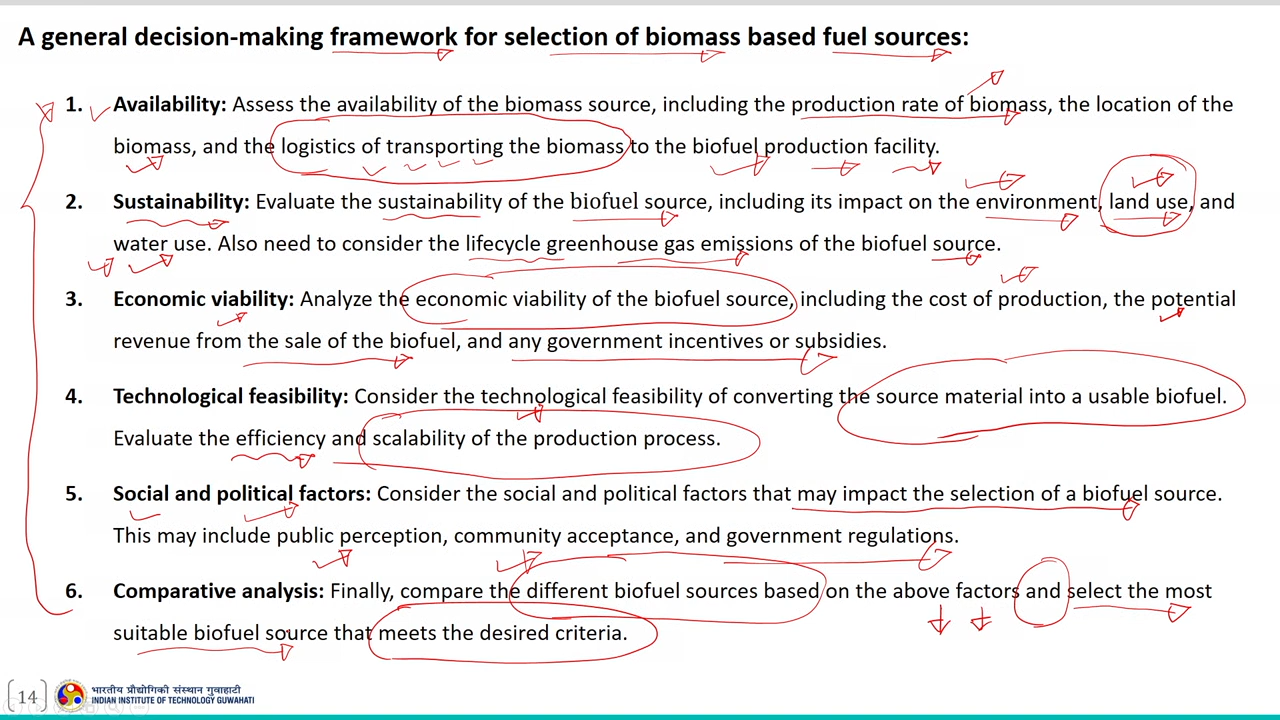 A general decision-making framework for selection of biomass based fuel sources:
1. Availability: Assess the availability of the biomass source, including the production rate of biomass, the location of the
biomass, and the logistics of transporting the biomass to the biofuel production facility.
2. Sustainability: Evaluate the sustainability of the biofuel source, including its impact on the environment, land use, and
water use. Also need to consider the lifecycle greenhouse gas emissions of the biofuel source.
3. Economic viability: Analyze the economic viability of the biofuel source, including the cost of production, the potential
revenue from the sale of the biofuel, and any government incentives or subsidies.
4. Technological feasibility: Consider the technological feasibility of converting the source material into a usable biofuel.
Evaluate the efficiency and scalability of the production process.
5. Social and political factors: Consider the social and political factors that may impact the selection of a biofuel source.
This may include public perception, community acceptance, and government regulations.
6. Comparative analysis: Finally, compare the different biofuel sources based on the above factors and select the most
suitable biofuel source that meets the desired criteria.
14
भारतीय प्रौद्योगिकी संस्थान गुवाहाटी
INDIAN INSTITUTE OF TECHNOLOGY GUWAHATI